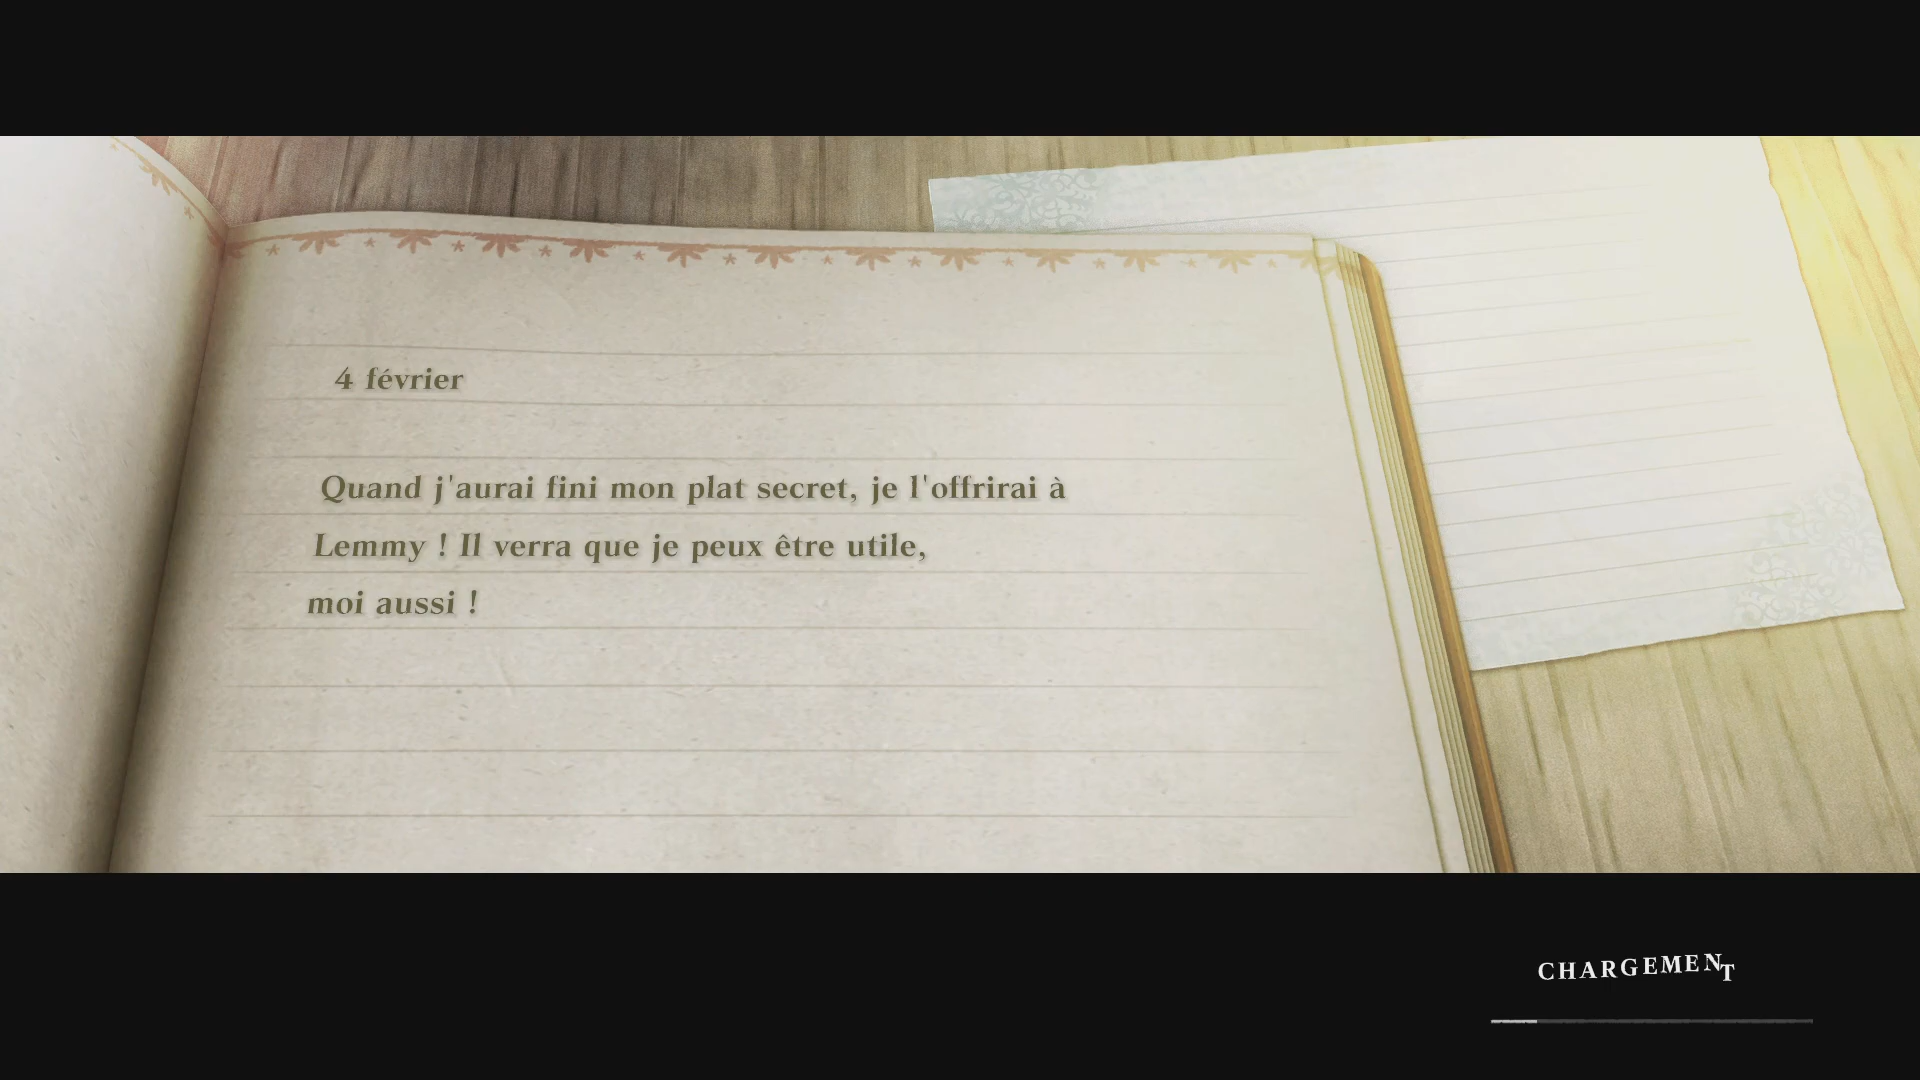 4 février
Quand j'aurai fini mon plat secret, je l'offrirai à
Lemmy ! Il verra que je peux être utile,
moi aussi !
CHARGEMENT